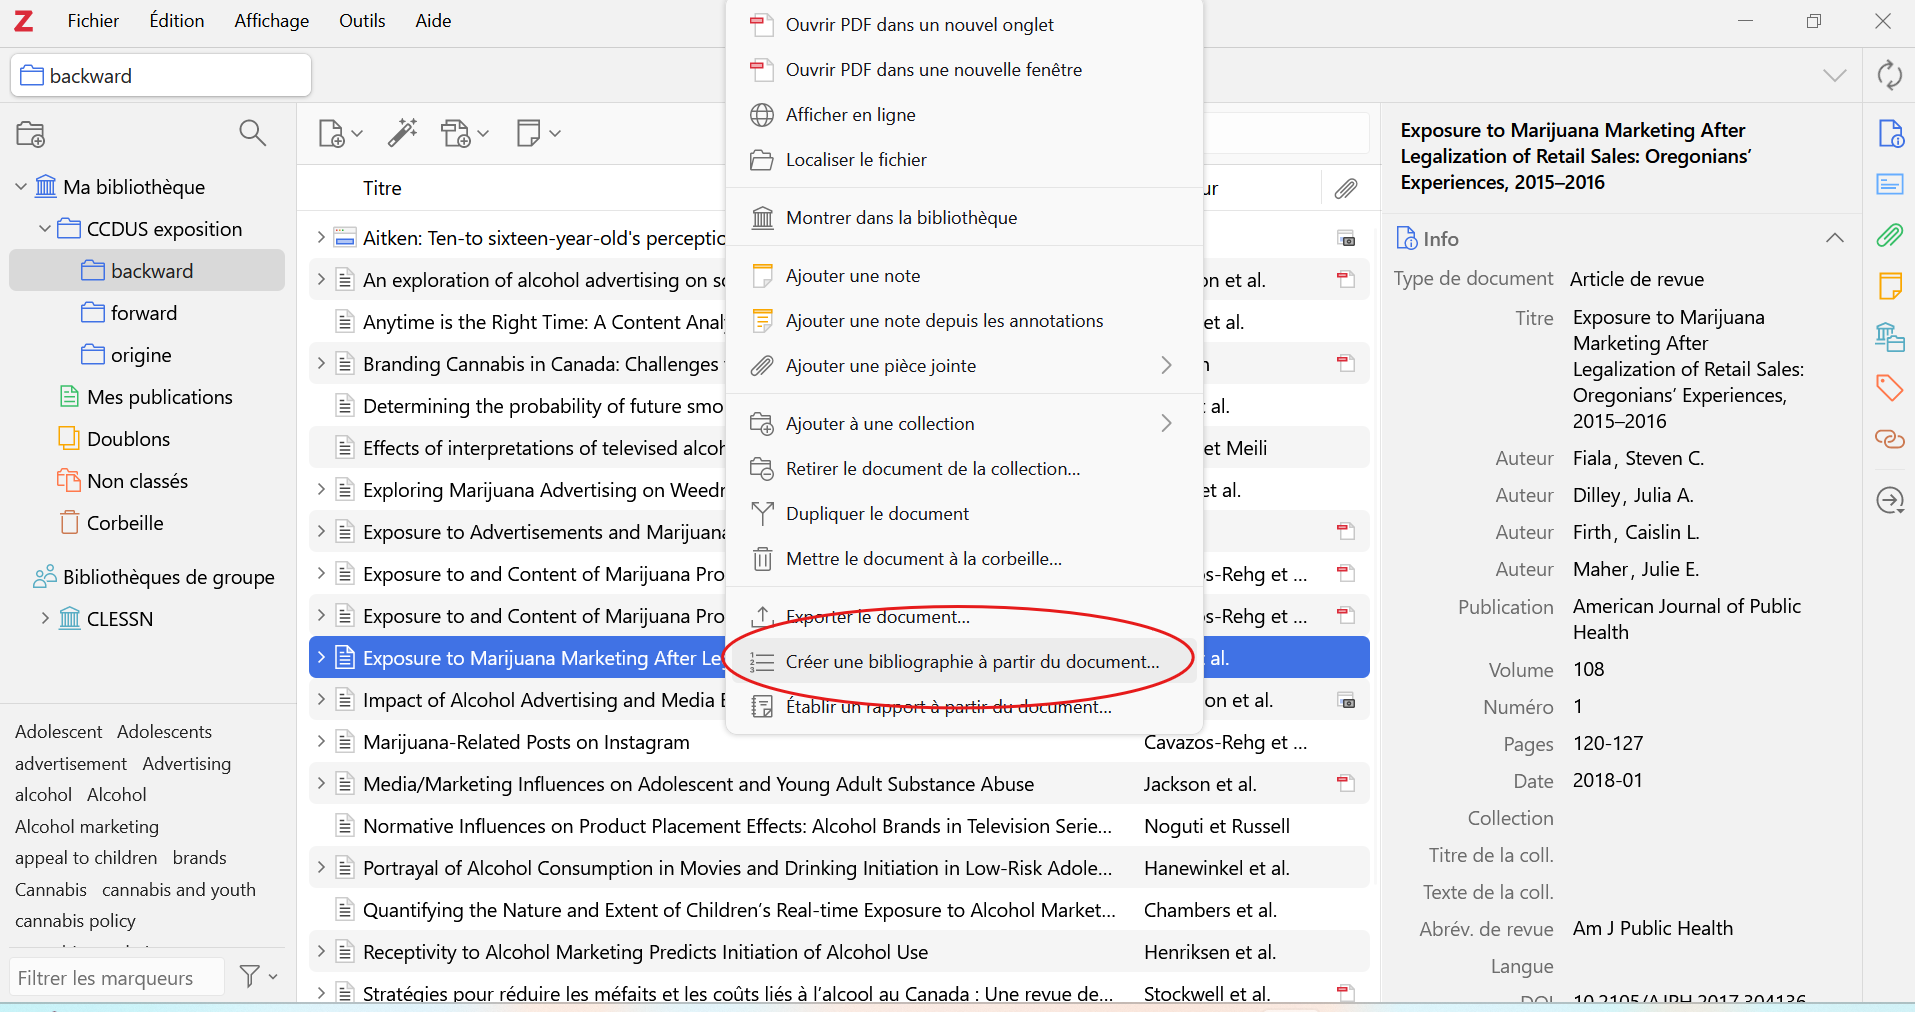 Z Fichier Édition Affichage Outils Aide
backward
Ma bibliothèque
CCDUS exposition
backward
forward
origine
Mes publications
Doublons
Non classés
Corbeille
Bibliothèques de groupe
CLESSN
Adolescent Adolescents
advertisement Advertising
alcohol Alcohol
Alcohol marketing
appeal to children brands
Cannabis cannabis and youth
cannabis policy
Filtrer les marqueurs
Titre
Aitken: Ten-to sixteen-year-old's perceptio
An exploration of alcohol advertising on so
on et al.
Anytime is the Right Time: A Content Anal
et al.
Branding Cannabis in Canada: Challenges
Determining the probability of future smo
al.
Effects of interpretations of televised alcoh
et Meili
Exploring Marijuana Advertising on Weed
et al.
Exposure to Advertisements and Marijuana
Exposure to and Content of Marijuana Pro
os-Rehg et ...
Exposure to and Content of Marijuana Pro
os-Rehg et ...
Exposure to Marijuana Marketing After Le
al.
Impact of Alcohol Advertising and Media E
on et al.
Marijuana-Related Posts on Instagram Cavazos-Rehg et ...
Media/Marketing Influences on Adolescent and Young Adult Substance Abuse Jackson et al.
Normative Influences on Product Placement Effects: Alcohol Brands in Television Serie... Noguti et Russell
Portrayal of Alcohol Consumption in Movies and Drinking Initiation in Low-Risk Adole... Hanewinkel et al.
Quantifying the Nature and Extent of Children’s Real-time Exposure to Alcohol Market... Chambers et al.
Receptivity to Alcohol Marketing Predicts Initiation of Alcohol Use Henriksen et al.
Stratégies pour réduire les méfaits et les coûts liés à l’alcool au Canada : Une revue de... Stockwell et al.
Ouvrir PDF dans un nouvel onglet
Ouvrir PDF dans une nouvelle fenêtre
Afficher en ligne
Localiser le fichier
Montrer dans la bibliothèque
Ajouter une note
Ajouter une note depuis les annotations
Ajouter une pièce jointe
Ajouter à une collection
Retirer le document de la collection...
Dupliquer le document
Mettre le document à la corbeille...
Exporter le document...
Créer une bibliographie à partir du document...
Établir un rapport à partir du document...
Exposure to Marijuana Marketing After
Legalization of Retail Sales: Oregonians’
Experiences, 2015–2016
Info
Type de document Article de revue
Titre Exposure to Marijuana
Marketing After
Legalization of Retail Sales:
Oregonians’ Experiences,
2015–2016
Auteur Fiala, Steven C.
Auteur Dilley, Julia A.
Auteur Firth, Caislin L.
Auteur Maher, Julie E.
Publication American Journal of Public
Health
Volume 108
Numéro 1
Pages 120-127
Date 2018-01
Collection
Titre de la coll.
Texte de la coll.
Abrév. de revue Am J Public Health
Langue
DOI 10.2105/AJPH.2017.304136